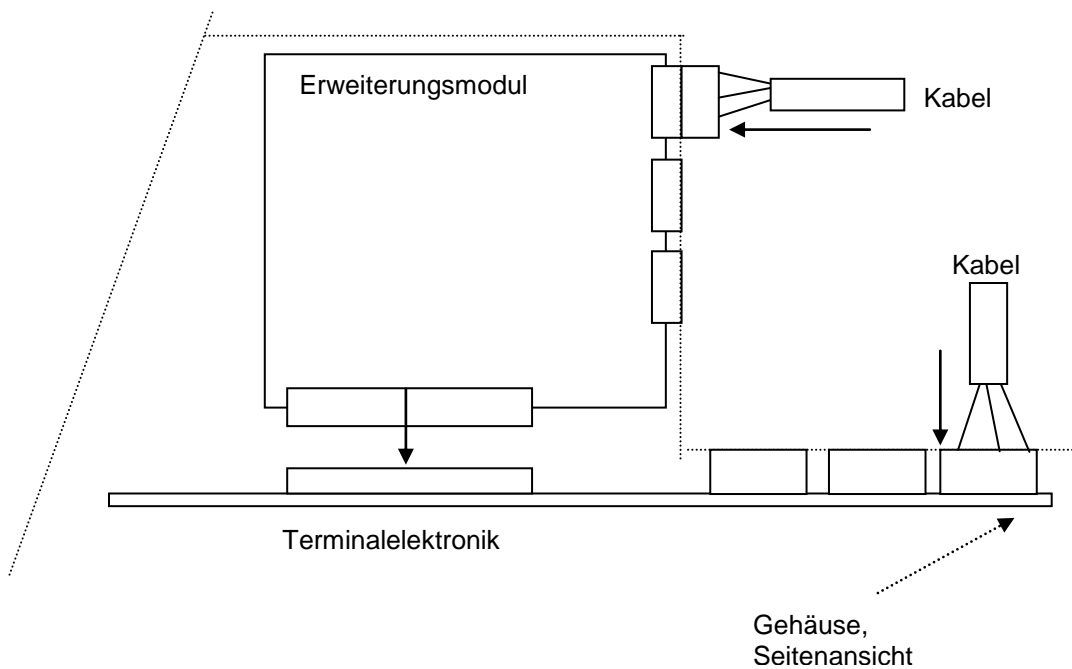 Erweiterungsmodul
Kabel
Kabel
Terminalelektronik
Gehäuse,
Seitenansicht